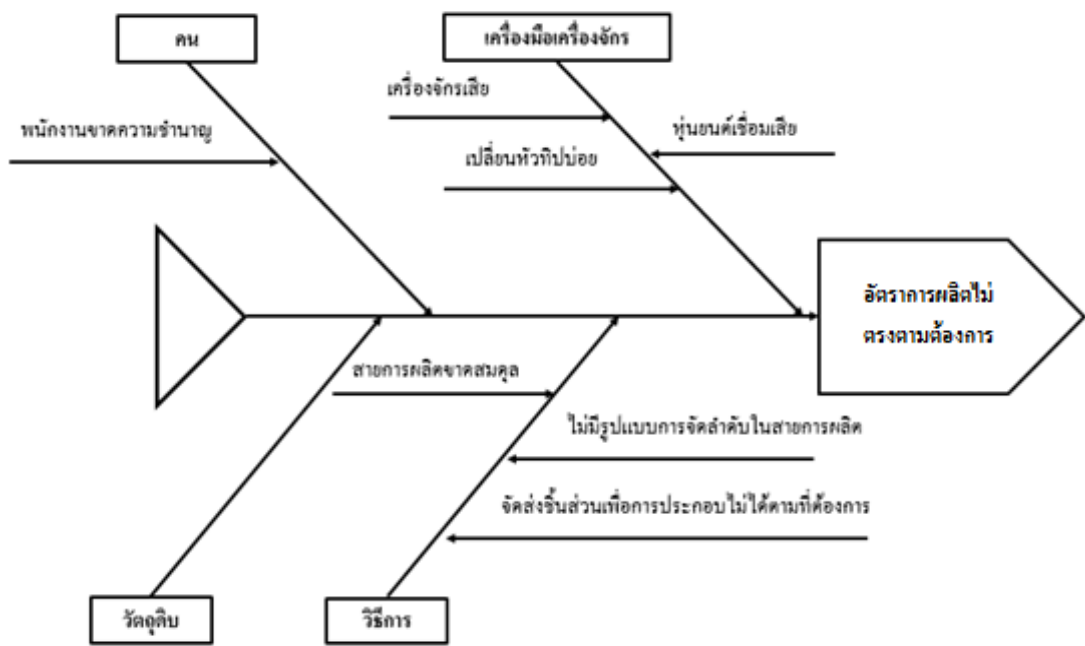 คน
เครื่องมือเครื่องจักร
เครื่องจักรเสีย
พนักงานขาดความชำนาญ
หุ่นยนต์เชื่อมเสีย
เปลี่ยนหัวทิปบ่อย
อัตราการผลิตไม่
ตรงตามต้องการ
สายการผลิตขาดสมดุล
ไม่มีรูปแบบการจัดลำดับในสายการผลิต
จัดส่งชิ้นส่วนเพื่อการประกอบไม่ได้ตามที่ต้องการ
วัตถุดิบ
วิธีการ